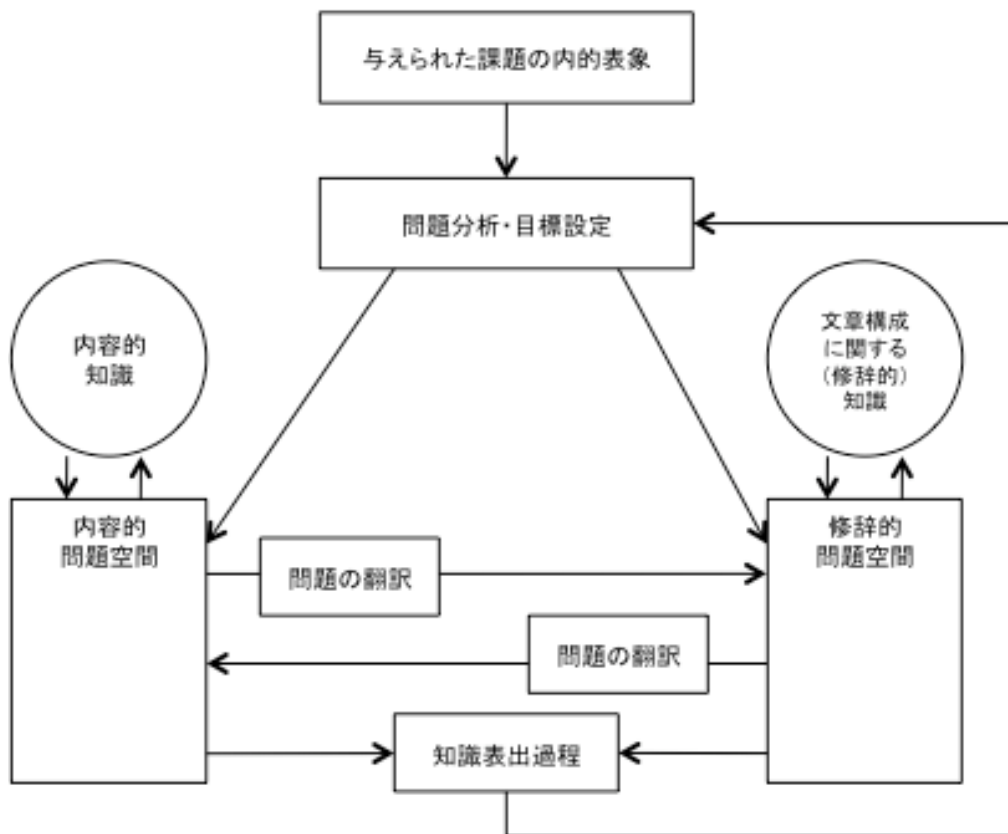 与えられた課題の内的表象
問題分析・目標設定
内容的
知識
文章構成
に関する
(修辞的)
知識
内容的
問題空間
修辞的
問題空間
問題の翻訳
問題の翻訳
知識表出過程